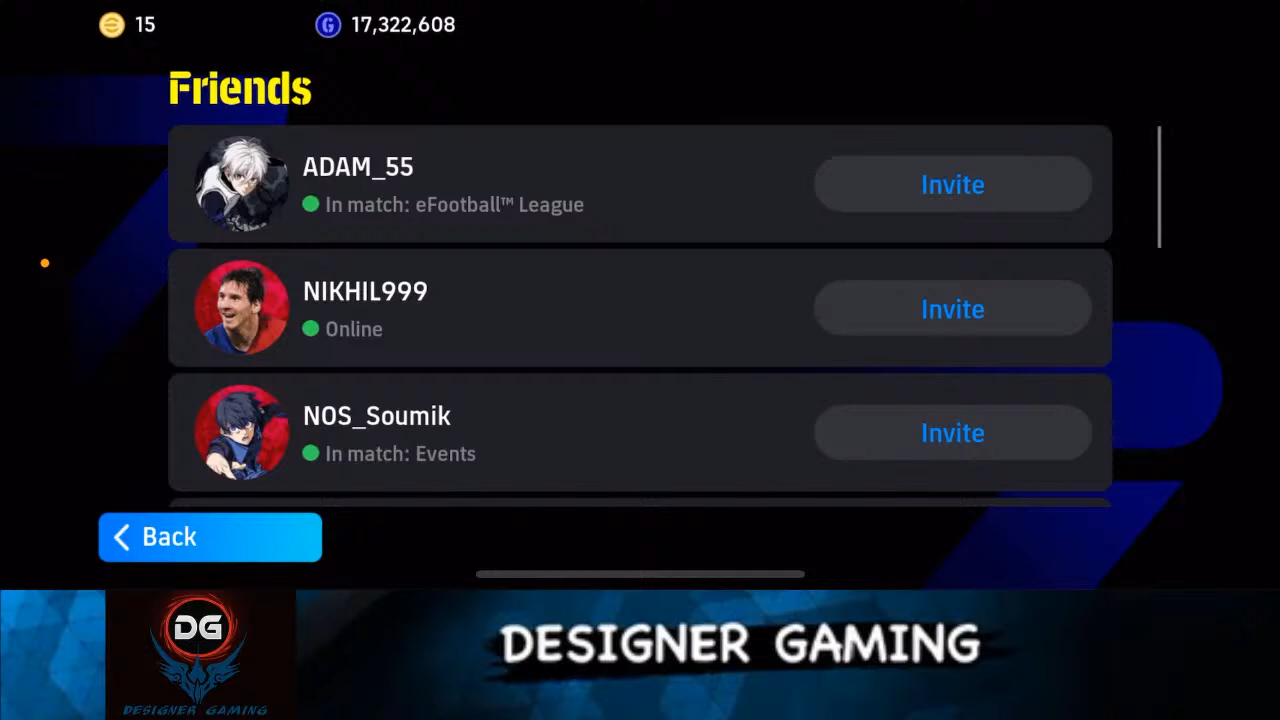 15
17,322,608
Friends
ADAM_55
In match: eFootball™ League
Invite
NIKHIL999
Online
Invite
NOS_Soumik
In match: Events
Invite
Back
DG
DESIGNER GAMING
DESIGNER GAMING